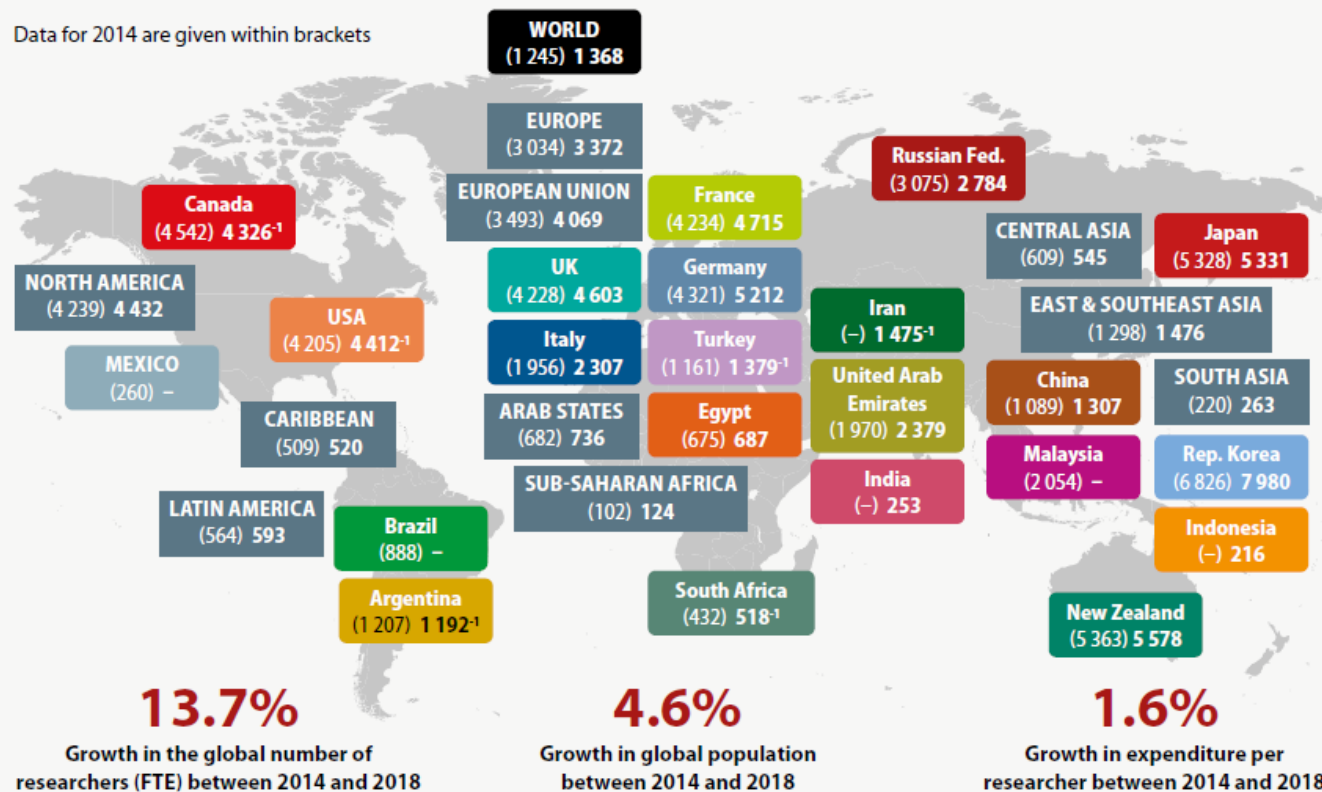 Data for 2014 are given within brackets
WORLD
(1 245) 1 368
EUROPE
(3 034) 3 372
EUROPEAN UNION
(3 493) 4 069
France
(4 234) 4 715
Russian Fed.
(3 075) 2 784
Canada
(4 542) 4 326-1
CENTRAL ASIA
(609) 545
Japan
(5 328) 5 331
NORTH AMERICA
(4 239) 4 432
UK
(4 228) 4 603
Germany
(4 321) 5 212
USA
(4 205) 4 412-1
Iran
(–) 1 475-1
EAST & SOUTHEAST ASIA
(1 298) 1 476
MEXICO
(260) –
Italy
(1 956) 2 307
Turkey
(1 161) 1 379-1
United Arab
Emirates
(1 970) 2 379
China
(1 089) 1 307
SOUTH ASIA
(220) 263
CARIBBEAN
(509) 520
ARAB STATES
(682) 736
Egypt
(675) 687
Malaysia
(2 054) –
Rep. Korea
(6 826) 7 980
SUB-SAHARAN AFRICA
(102) 124
India
(–) 253
LATIN AMERICA
(564) 593
Brazil
(888) –
Indonesia
(–) 216
Argentina
(1 207) 1 192-1
South Africa
(432) 518-1
New Zealand
(5 363) 5 578
13.7%
Growth in the global number of
researchers (FTE) between 2014 and 2018
4.6%
Growth in global population
between 2014 and 2018
1.6%
Growth in expenditure per
researcher between 2014 and 2018